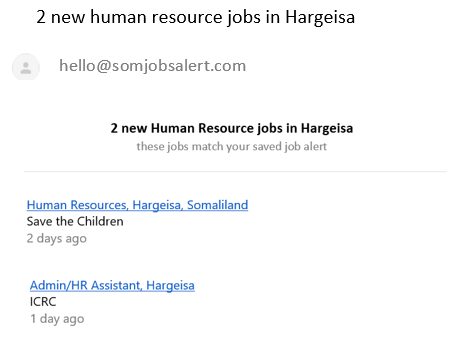 2 new human resource jobs in Hargeisa
hello@somjobsalert.com
2 new Human Resource jobs in Hargeisa
these jobs match your saved job alert
Human Resources, Hargeisa, Somaliland
Save the Children
2 days ago
Admin/HR Assistant, Hargeisa
ICRC
1 day ago